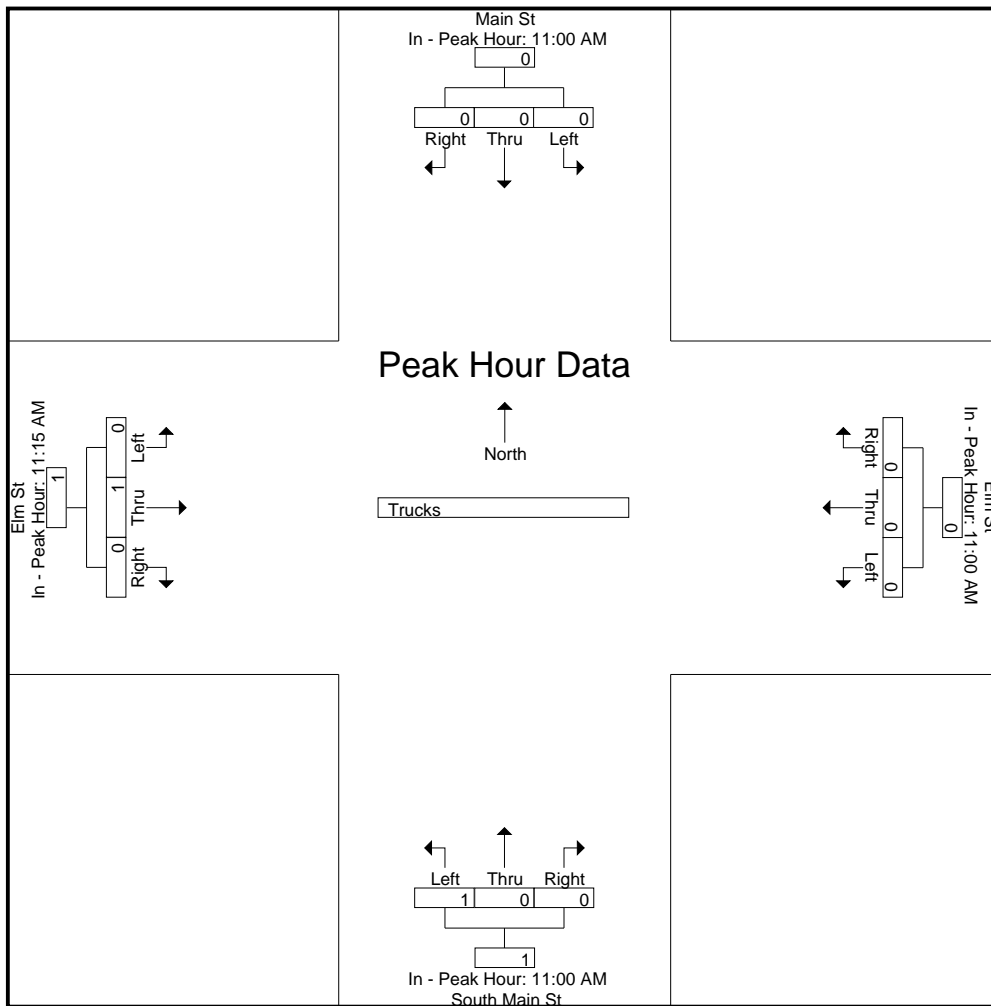 Main St
In - Peak Hour: 11:00 AM
0
0 0 0
Right Thru Left
Peak Hour Data
North
Trucks
Elm St
In - Peak Hour: 11:15 AM
1
0 1 0
Left Thru Right
Right Thru Left
0 0 0
0
In - Peak Hour: 11:00 AM
Elm St
Left Thru Right
1 0 0
1
In - Peak Hour: 11:00 AM
South Main St